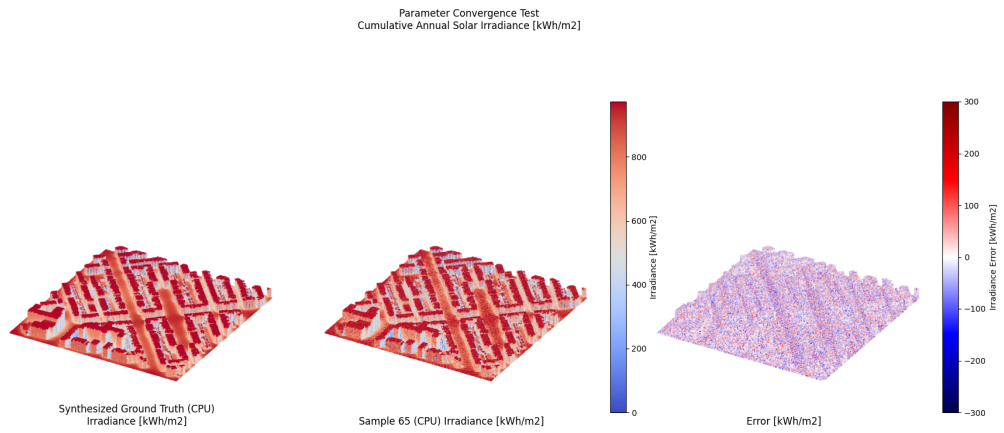 Parameter Convergence Test
Cumulative Annual Solar Irradiance [kWh/m2]
800
600
400
200
0
Irradiance [kWh/m2]
300
200
100
0
−100
−200
−300
Irradiance Error [kWh/m2]
Synthesized Ground Truth (CPU)
Irradiance [kWh/m2]
Sample 65 (CPU) Irradiance [kWh/m2]
Error [kWh/m2]